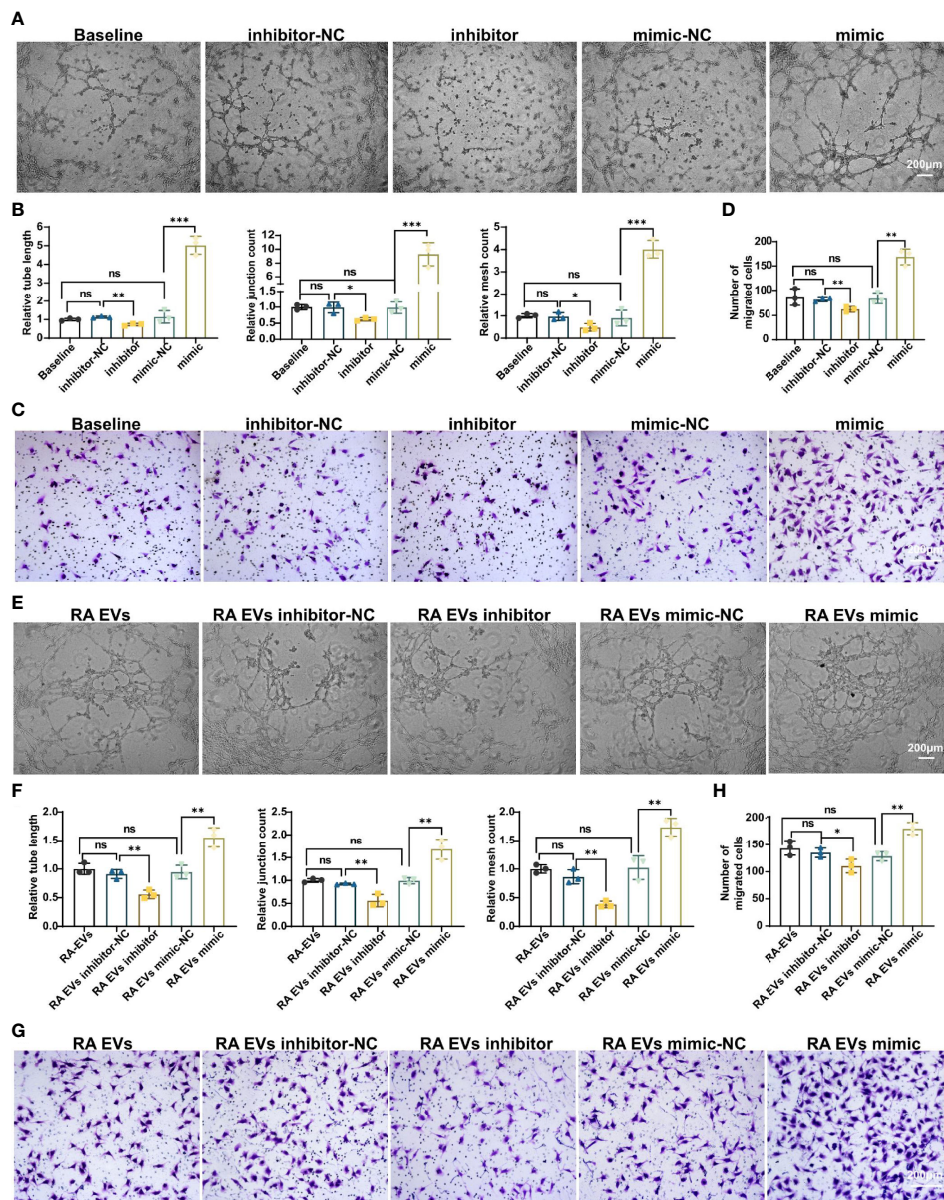 A
Baseline inhibitor-NC inhibitor mimic-NC mimic
200μm
B
Relative tube length
6
5
4
3
2
1
0
ns
ns
**
***
Baseline
inhibitor-NC
inhibitor
mimic-NC
mimic
Relative junction count
12
10
8
6
4
2
1.0
0.5
0.0
ns
ns
*
***
Baseline
inhibitor-NC
inhibitor
mimic-NC
mimic
Relative mesh count
5
4
3
2
1
0
ns
ns
*
***
Baseline
inhibitor-NC
inhibitor
mimic-NC
mimic
D
Number of
migrated cells
200
150
100
50
0
ns
ns
**
**
Baseline
inhibitor-NC
inhibitor
mimic-NC
mimic
C
Baseline inhibitor-NC inhibitor mimic-NC mimic
200μm
E
RA EVs RA EVs inhibitor-NC RA EVs inhibitor RA EVs mimic-NC RA EVs mimic
200μm
F
Relative tube length
2.0
1.5
1.0
0.5
0.0
ns
ns
**
**
RA-EVs
RA EVs inhibitor-NC
RA EVs inhibitor
RA EVs mimic-NC
RA EVs mimic
Relative junction count
2.5
2.0
1.5
1.0
0.5
0.0
ns
ns
**
**
RA-EVs
RA EVs inhibitor-NC
RA EVs inhibitor
RA EVs mimic-NC
RA EVs mimic
Relative mesh count
2.0
1.5
1.0
0.5
0.0
ns
ns
**
**
RA-EVs
RA EVs inhibitor-NC
RA EVs inhibitor
RA EVs mimic-NC
RA EVs mimic
H
Number of
migrated cells
200
150
100
50
0
ns
ns
*
**
RA-EVs
RA EVs inhibitor-NC
RA EVs inhibitor
RA EVs mimic-NC
RA EVs mimic
G
RA EVs RA EVs inhibitor-NC RA EVs inhibitor RA EVs mimic-NC RA EVs mimic
200μm